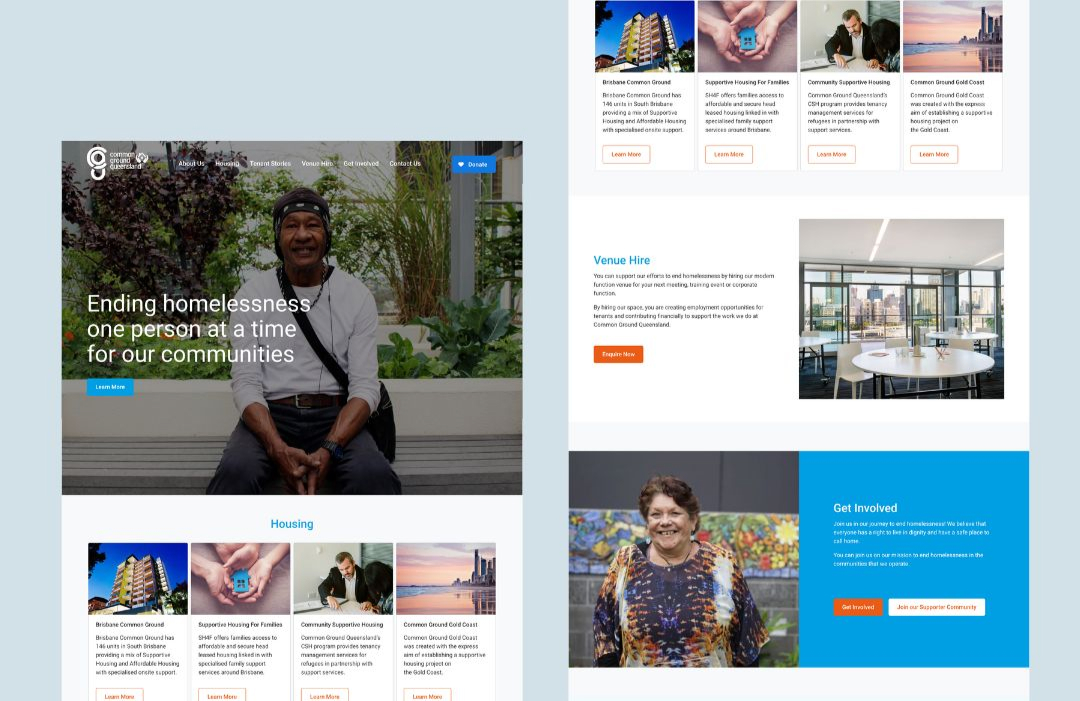 common
ground
queensland
About Us Housing Tenant Stories Venue Hire Get Involved Contact Us
Donate
Ending homelessness
one person at a time
for our communities
Learn More
Housing
Brisbane Common Ground
Brisbane Common Ground has
146 units in South Brisbane
providing a mix of Supportive
Housing and Affordable Housing
with specialised onsite support.
Learn More
Supportive Housing For Families
SH4F offers families access to
affordable and secure head
leased housing linked in with
specialised family support
services around Brisbane.
Learn More
Community Supportive Housing
Common Ground Queensland's
CSH program provides tenancy
management services for
refugees in partnership with
support services.
Learn More
Common Ground Gold Coast
Common Ground Gold Coast
was created with the express
aim of establishing a supportive
housing project on
the Gold Coast.
Learn More
Brisbane Common Ground
Brisbane Common Ground has
146 units in South Brisbane
providing a mix of Supportive
Housing and Affordable Housing
with specialised onsite support.
Learn More
Supportive Housing For Families
SH4F offers families access to
affordable and secure head
leased housing linked in with
specialised family support
services around Brisbane.
Learn More
Community Supportive Housing
Common Ground Queensland's
CSH program provides tenancy
management services for
refugees in partnership with
support services.
Learn More
Common Ground Gold Coast
Common Ground Gold Coast
was created with the express
aim of establishing a supportive
housing project on
the Gold Coast.
Learn More
Venue Hire
You can support our efforts to end homelessness by hiring our modern
function venue for your next meeting, training event or corporate
function.
By hiring our space, you are creating employment opportunities for
tenants and contributing financially to support the work we do at
Common Ground Queensland.
Enquire Now
Get Involved
Join us in our journey to end homelessness! We believe that
everyone has a right to live in dignity and have a safe place to
call home.
You can join us on our mission to end homelessness in the
communities that we operate.
Get Involved
Join our Supporter Community